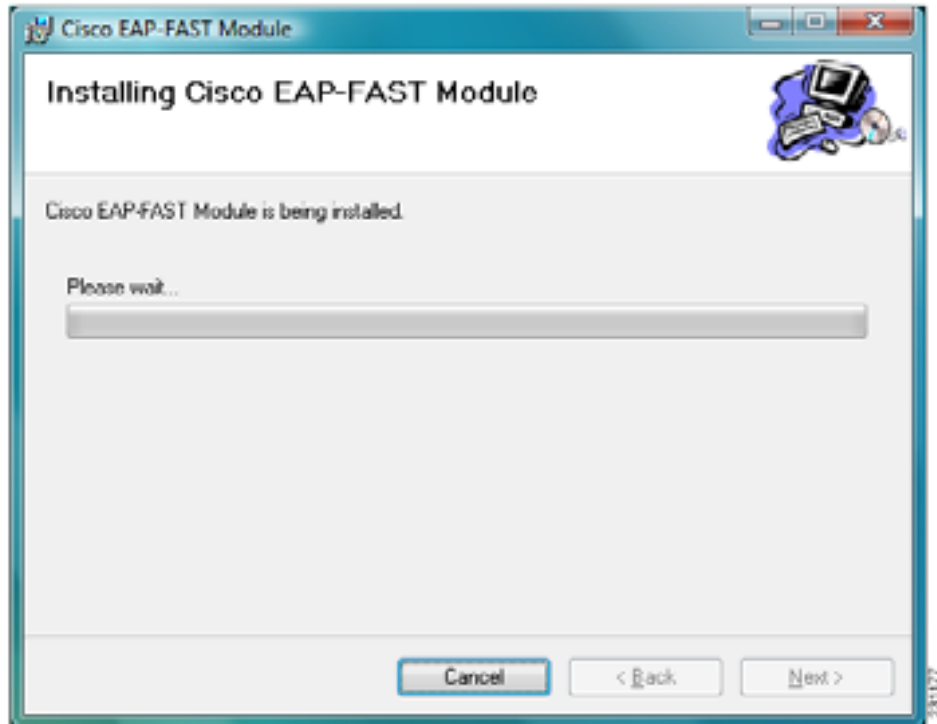 Cisco EAP-FAST Module
Installing Cisco EAP-FAST Module
Cisco EAP-FAST Module is being installed.
Please wait...
Cancel
< Back
Next >